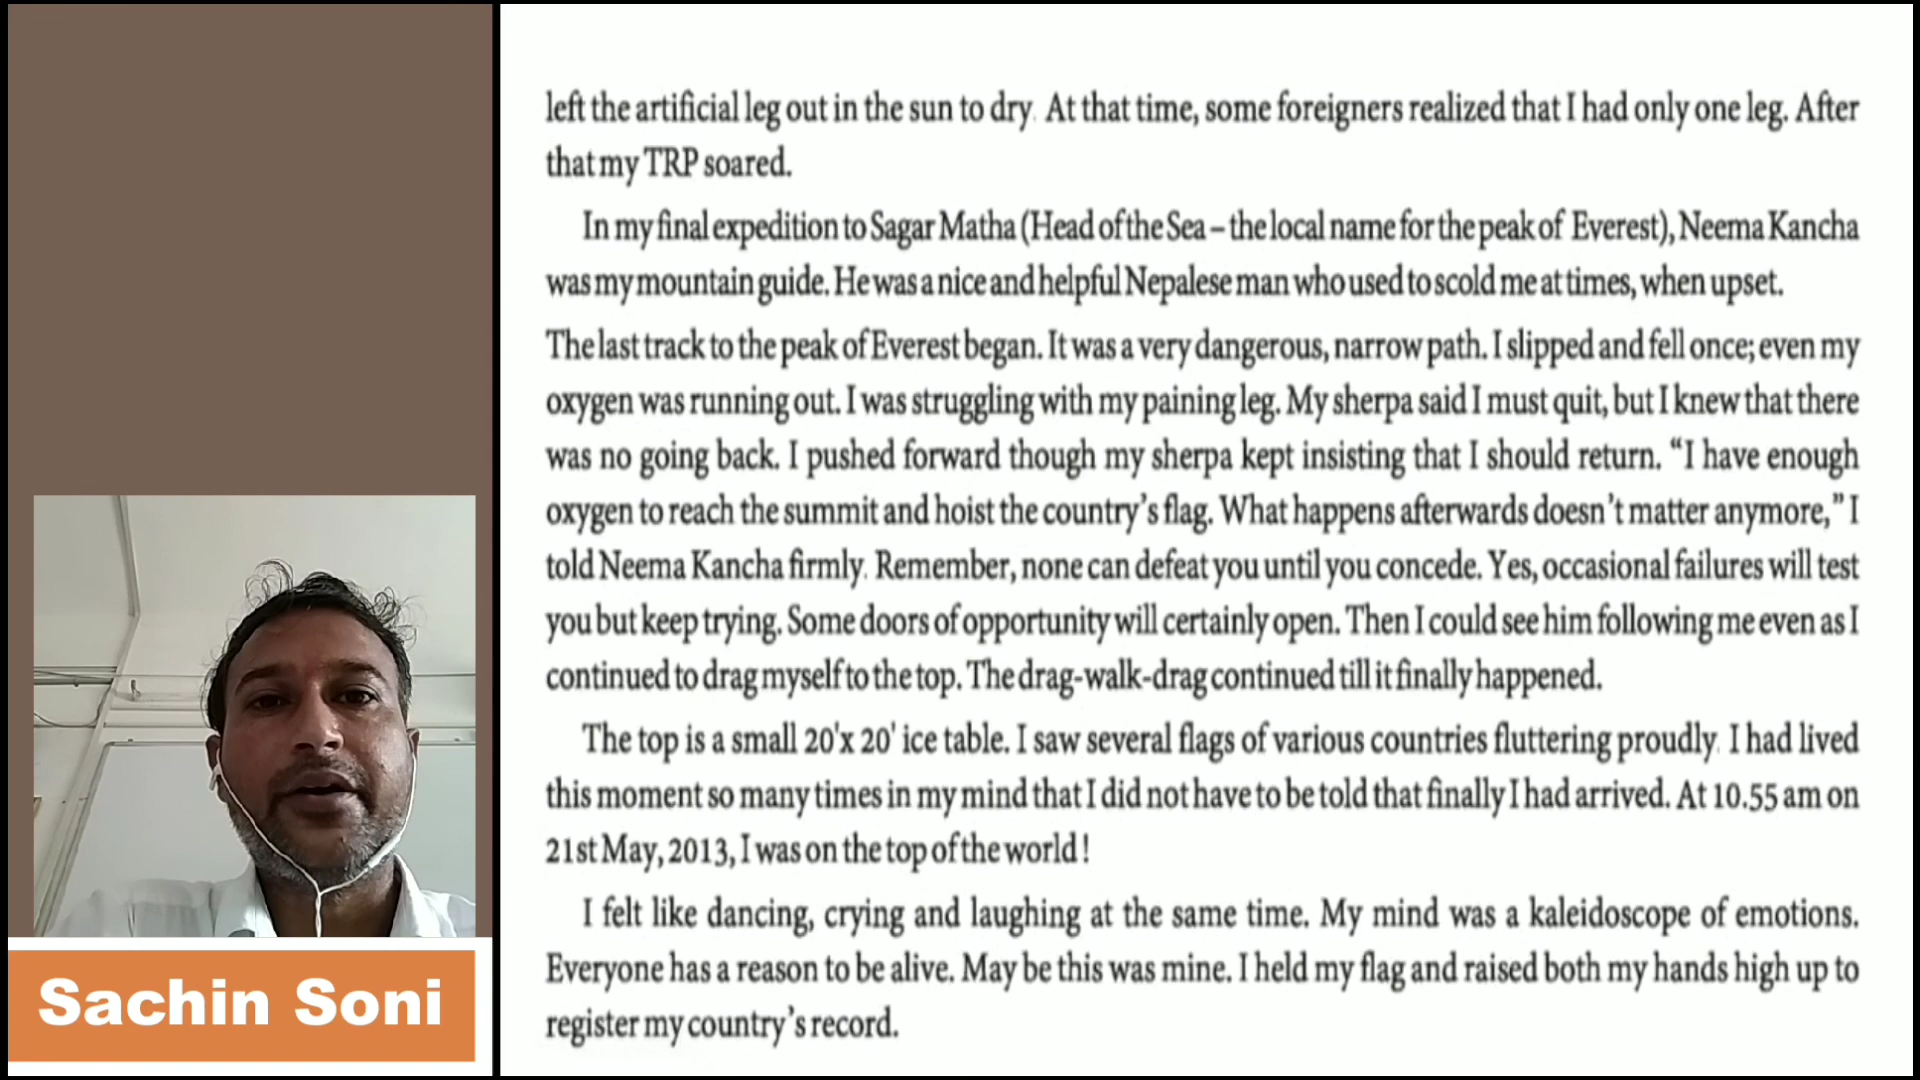 left the artificial leg out in the sun to dry. At that time, some foreigners realized that I had only one leg. After
that my TRP soared.
In my final expedition to Sagar Matha (Head of the Sea – the local name for the peak of Everest), Neema Kancha
was my mountain guide. He was a nice and helpful Nepalese man who used to scold me at times, when upset.
The last track to the peak of Everest began. It was a very dangerous, narrow path. I slipped and fell once; even my
oxygen was running out. I was struggling with my paining leg. My sherpa said I must quit, but I knew that there
was no going back. I pushed forward though my sherpa kept insisting that I should return. “I have enough
oxygen to reach the summit and hoist the country’s flag. What happens afterwards doesn’t matter anymore,” I
told Neema Kancha firmly. Remember, none can defeat you until you concede. Yes, occasional failures will test
you but keep trying. Some doors of opportunity will certainly open. Then I could see him following me even as I
continued to drag myself to the top. The drag-walk-drag continued till it finally happened.
The top is a small 20'x 20' ice table. I saw several flags of various countries fluttering proudly. I had lived
this moment so many times in my mind that I did not have to be told that finally I had arrived. At 10.55 am on
21st May, 2013, I was on the top of the world !
I felt like dancing, crying and laughing at the same time. My mind was a kaleidoscope of emotions.
Everyone has a reason to be alive. May be this was mine. I held my flag and raised both my hands high up to
register my country’s record.
Sachin Soni